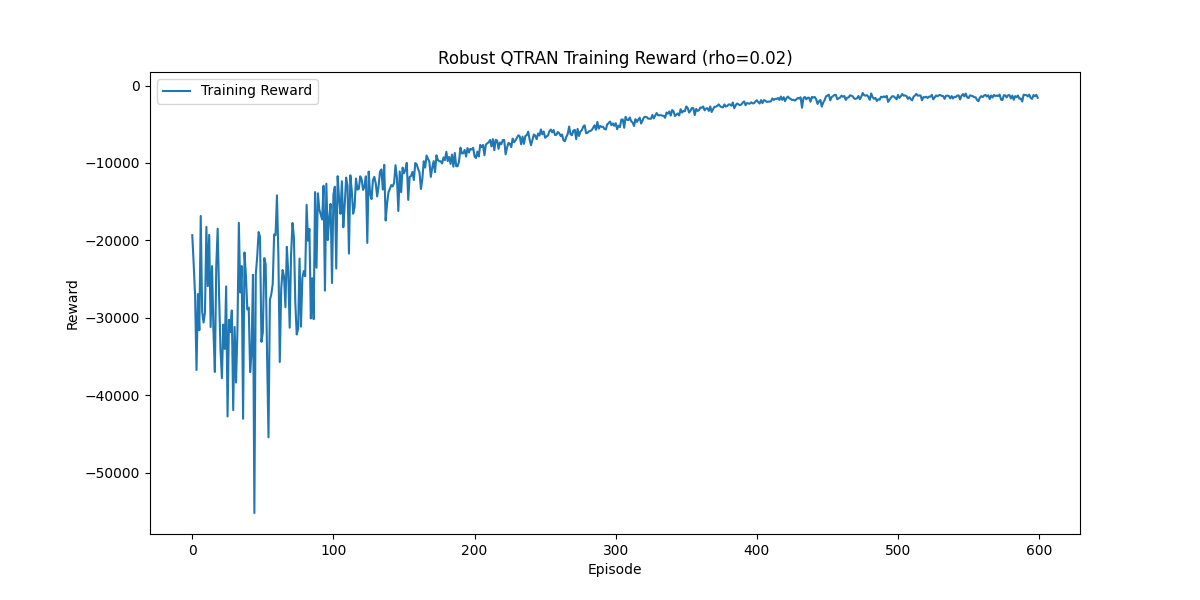 Robust QTRAN Training Reward (rho=0.02)
Training Reward
0
−10000
−20000
−30000
−40000
−50000
Reward
0 100 200 300 400 500 600
Episode